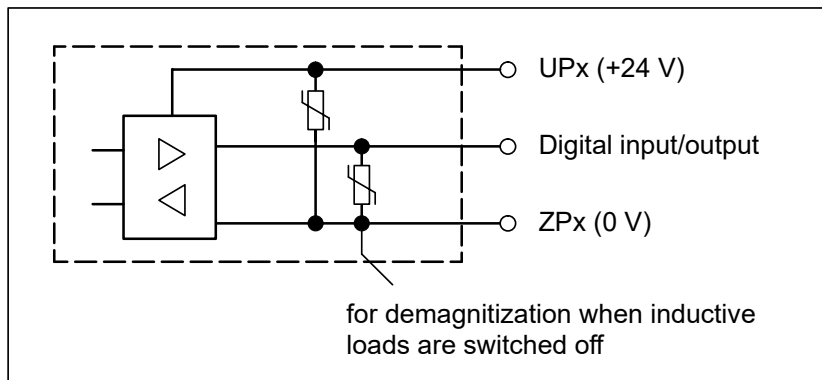 UPx (+24 V)
Digital input/output
ZPx (0 V)
for demagnitization when inductive
loads are switched off